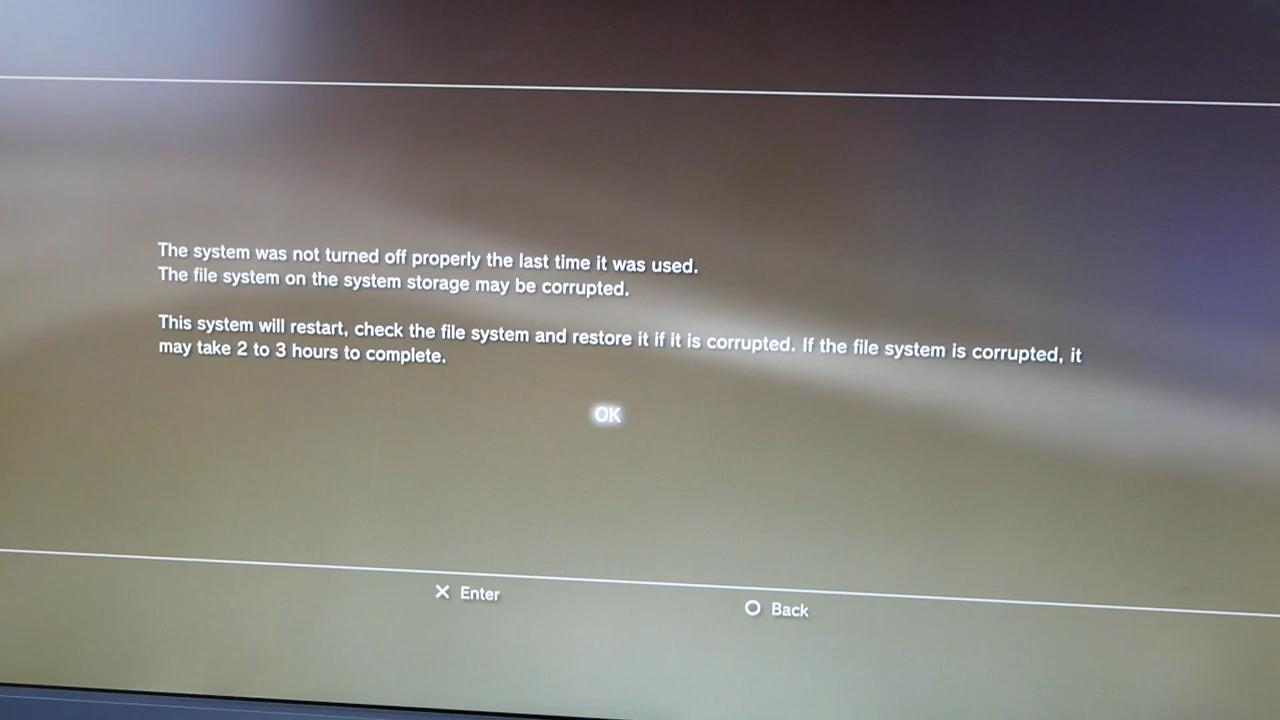 The system was not turned off properly the last time it was used.
The file system on the system storage may be corrupted.
This system will restart, check the file system and restore it if it is corrupted. If the file system is corrupted, it
may take 2 to 3 hours to complete.
OK
Enter
Back